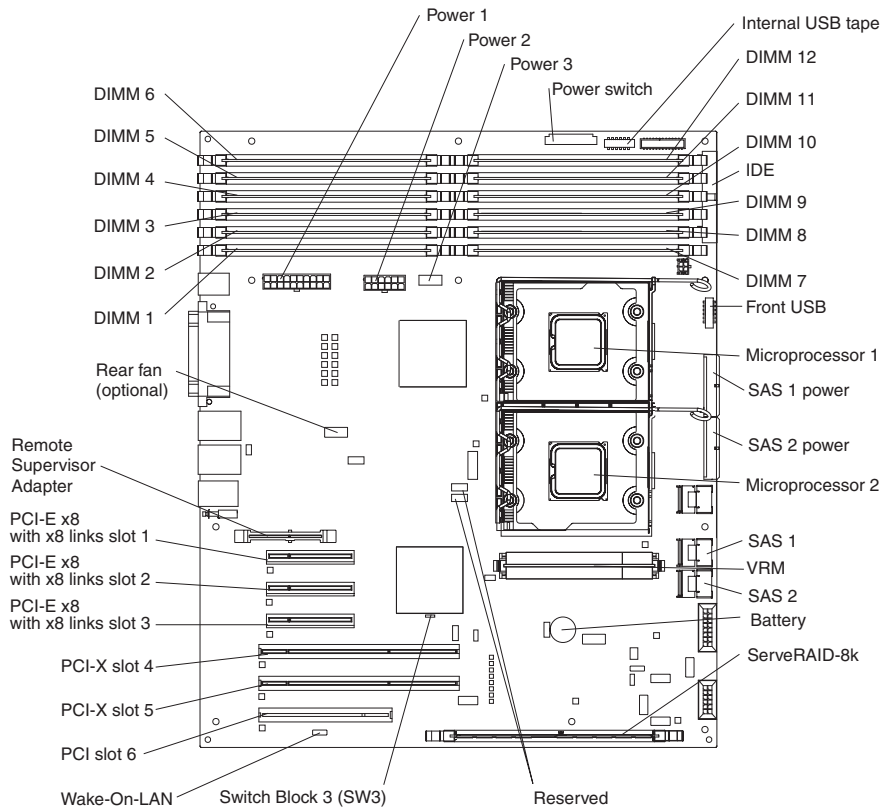 Power 1
Power 2
Power 3
Power switch
Internal USB tape
DIMM 12
DIMM 11
DIMM 10
IDE
DIMM 9
DIMM 8
DIMM 7
Front USB
Microprocessor 1
SAS 1 power
SAS 2 power
Microprocessor 2
SAS 1
VRM
SAS 2
Battery
ServeRAID-8k
DIMM 6
DIMM 5
DIMM 4
DIMM 3
DIMM 2
DIMM 1
Rear fan
(optional)
Remote
Supervisor
Adapter
PCI-E x8
with x8 links slot 1
PCI-E x8
with x8 links slot 2
PCI-E x8
with x8 links slot 3
PCI-X slot 4
PCI-X slot 5
PCI slot 6
Wake-On-LAN
Switch Block 3 (SW3)
Reserved